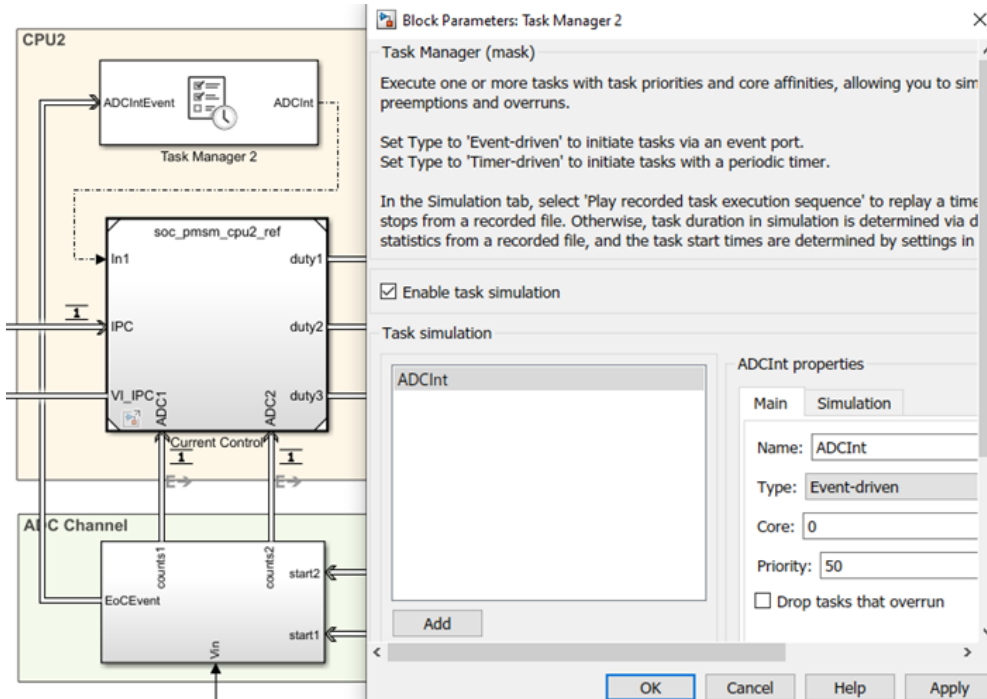 CPU2
ADCIntEvent
ADCInt
Task Manager 2
soc_pmsm_cpu2_ref
In1
duty1
1
IPC
duty2
VI_IPC
ADC1
ADC2
duty3
Current Control
1
1
E
E
ADC Channel
counts1
counts2
start2
EoCEvent
start1
Vin
Block Parameters: Task Manager 2
Task Manager (mask)
Execute one or more tasks with task priorities and core affinities, allowing you to sim
preemptions and overruns.
Set Type to 'Event-driven' to initiate tasks via an event port.
Set Type to 'Timer-driven' to initiate tasks with a periodic timer.
In the Simulation tab, select 'Play recorded task execution sequence' to replay a time
stops from a recorded file. Otherwise, task duration in simulation is determined via d
statistics from a recorded file, and the task start times are determined by settings in
Enable task simulation
Task simulation
ADCInt
Add
ADCInt properties
Main Simulation
Name: ADCInt
Type: Event-driven
Core: 0
Priority: 50
Drop tasks that overrun
OK Cancel Help Apply